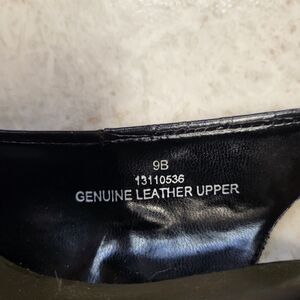 9B
13110536
GENUINE LEATHER UPPER